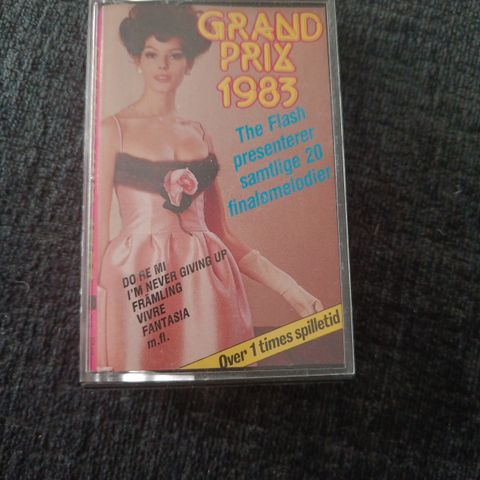 GRAND
PRIX
1983
The Flash
presenterer
samtlige 20
finalemelodier
DO RE MI
I'M NEVER GIVING UP
FRÄMLING
VIVRE
FANTASIA
m.fl.
Over 1 times spilletid